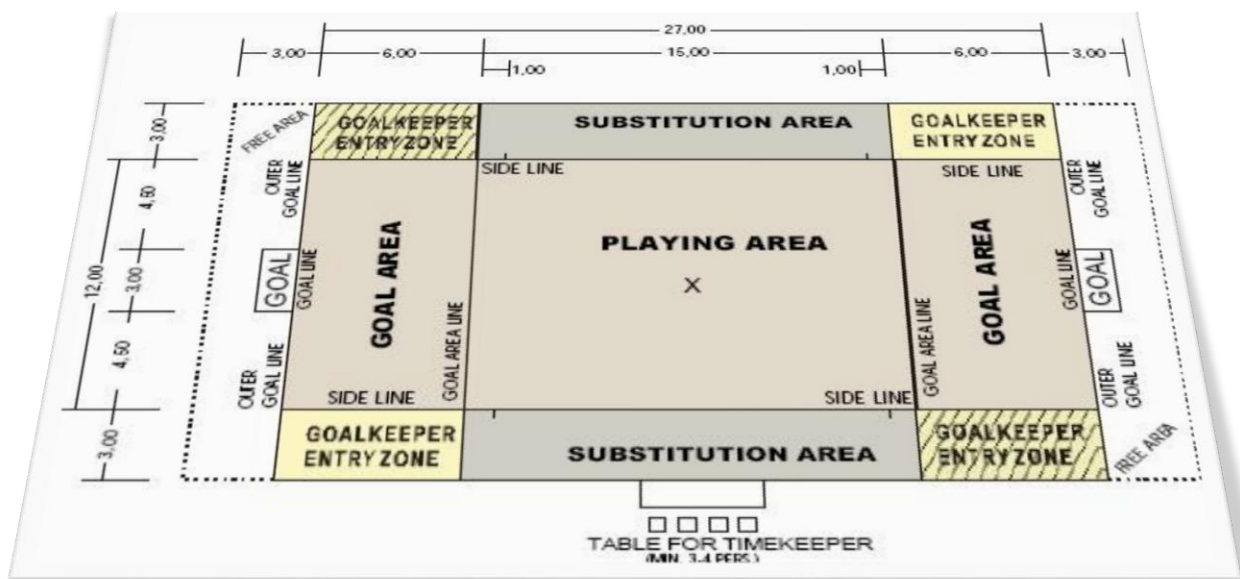 27,00
3,00 6,00 15,00 6,00 3,00
1,00 1,00
3,00
FREE AREA
GOALKEEPER
ENTRY ZONE
SUBSTITUTION AREA
GOALKEEPER
ENTRY ZONE
OUTER
GOAL LINE
SIDE LINE
SIDE LINE
OUTER
GOAL LINE
4,50
12,00
3,00
4,50
3,00
GOAL
GOAL LINE
GOAL AREA
GOAL AREA LINE
PLAYING AREA
X
GOAL AREA LINE
GOAL AREA
GOAL LINE
GOAL
OUTER
GOAL LINE
SIDE LINE
SIDE LINE
OUTER
GOAL LINE
GOALKEEPER
ENTRY ZONE
SUBSTITUTION AREA
GOALKEEPER
ENTRY ZONE
FREE AREA
TABLE FOR TIMEKEEPER
(MIN. 3-4 PERS.)